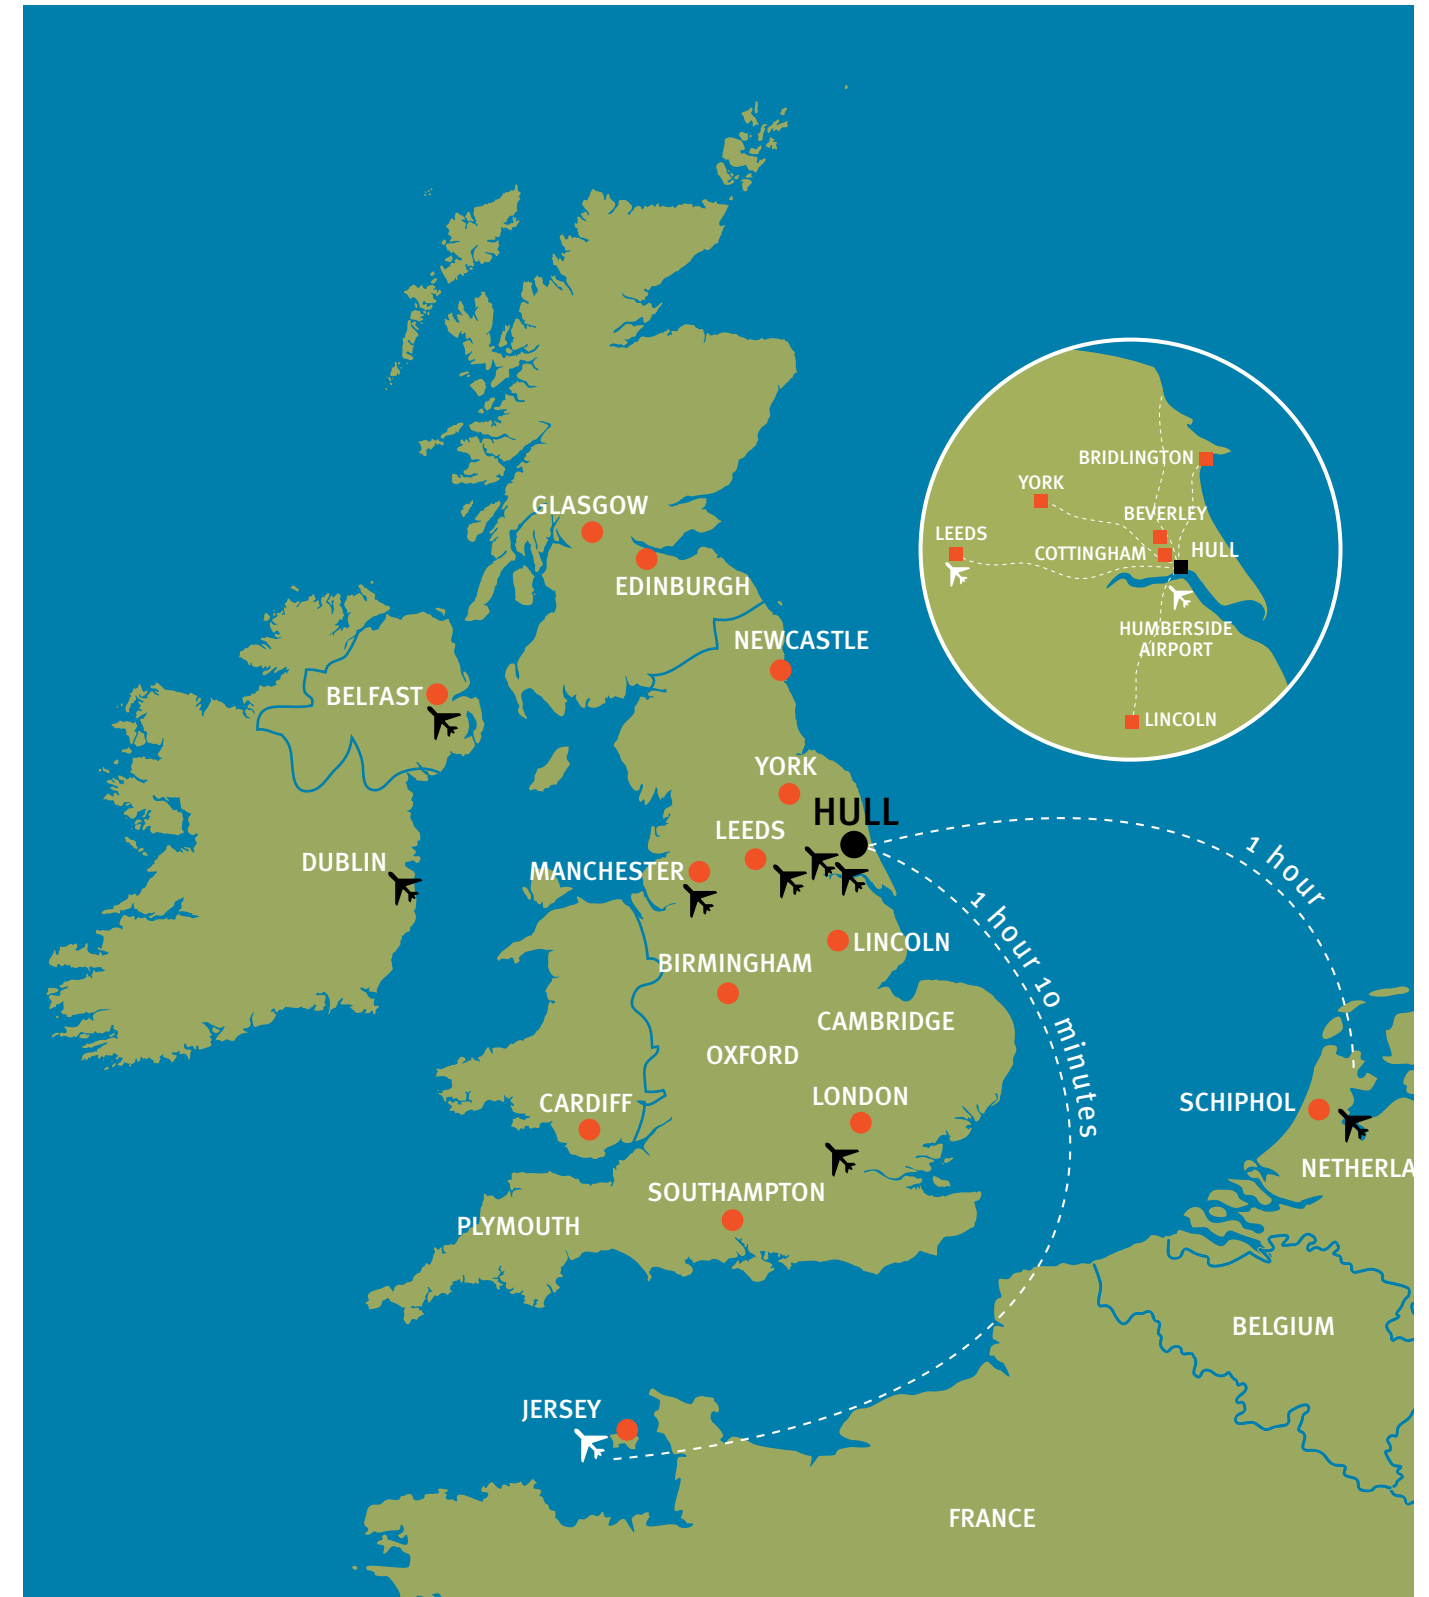 GLASGOW
EDINBURGH
NEWCASTLE
BELFAST
YORK
HULL
LEEDS
DUBLIN
MANCHESTER
LINCOLN
BIRMINGHAM
CAMBRIDGE
OXFORD
CARDIFF
LONDON
SOUTHAMPTON
PLYMOUTH
JERSEY
BRIDLINGTON
YORK
BEVERLEY
LEEDS
COTTINGHAM
HULL
HUMBERSIDE
AIRPORT
LINCOLN
1 hour
1 hour 10 minutes
SCHIPHOL
NETHERLA
BELGIUM
FRANCE